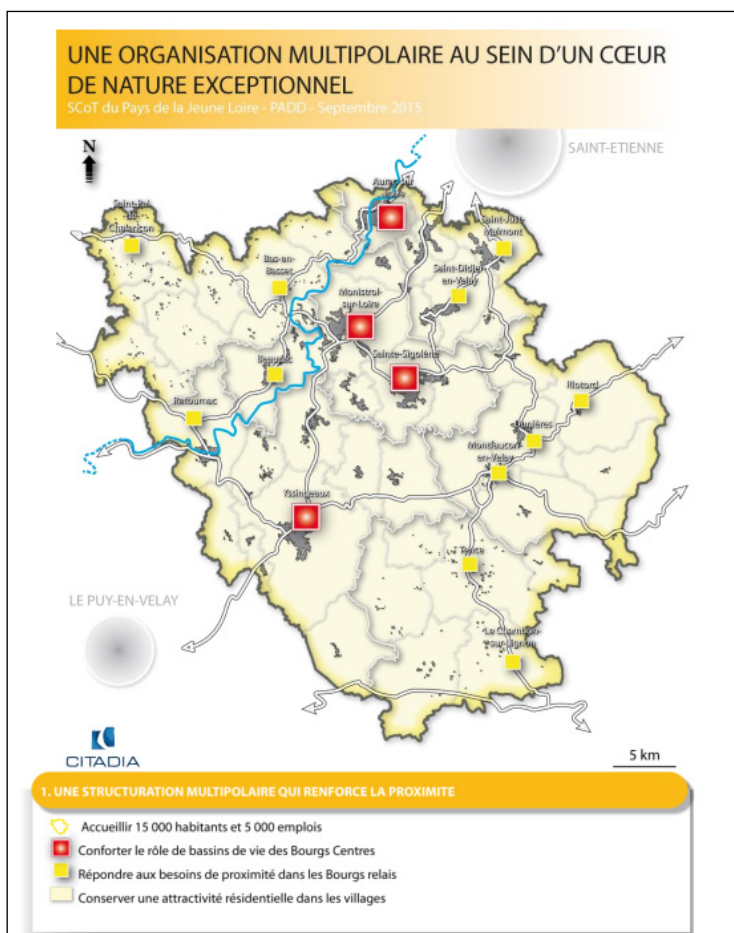 UNE ORGANISATION MULTIPOLAIRE AU SEIN D'UN CŒUR
DE NATURE EXCEPTIONNEL
SCoT du Pays de la Jeune Loire - PADD - Septembre 2015
N
SAINT-ETIENNE
Aurec-sur
Loire
Saint-Pal
de
Chalencon
Saint-Just
Malmont
Bas-en
Basset
Saint-Didier
en-Velay
Monistrol
sur-Loire
Sainte-Sigolène
Beauzac
Riotord
Retournac
Dunières
Montfaucon
en-Velay
Yssingeaux
Tence
LE PUY-EN-VELAY
Le Chambon
sur-Lignon
CITADIA
5 km
1. UNE STRUCTURATION MULTIPOLAIRE QUI RENFORCE LA PROXIMITE
Accueillir 15 000 habitants et 5 000 emplois
Conforter le rôle de bassins de vie des Bourgs Centres
Répondre aux besoins de proximité dans les Bourgs relais
Conserver une attractivité résidentielle dans les villages